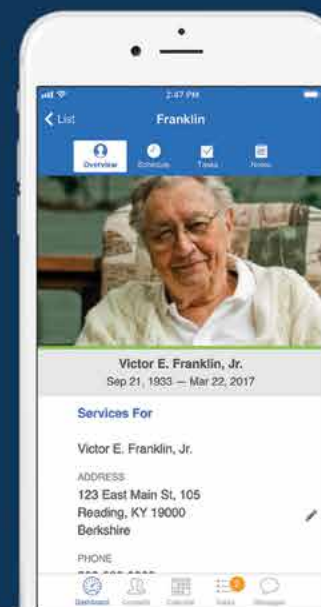 2:47 PM
List
Franklin
Overview
Schedule
Tasks
Notes
Victor E. Franklin, Jr.
Sep 21, 1933 — Mar 22, 2017
Services For
Victor E. Franklin, Jr.
ADDRESS
123 East Main St, 105
Reading, KY 19000
Berkshire
PHONE
Dashboard
Contacts
Calendar
Tasks
Messages